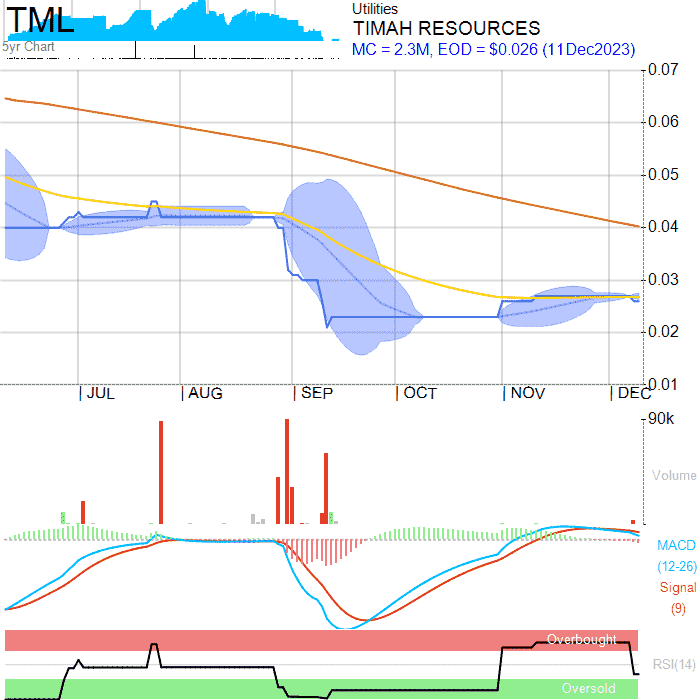 TML
5yr Chart
Utilities
TIMAH RESOURCES
MC = 2.3M, EOD = $0.026 (11Dec2023)
0.07
0.06
0.05
0.04
0.03
0.02
0.01
JUL AUG SEP OCT NOV DEC
90k
Volume
MACD
(12-26)
Signal
(9)
Overbought
RSI(14)
Oversold